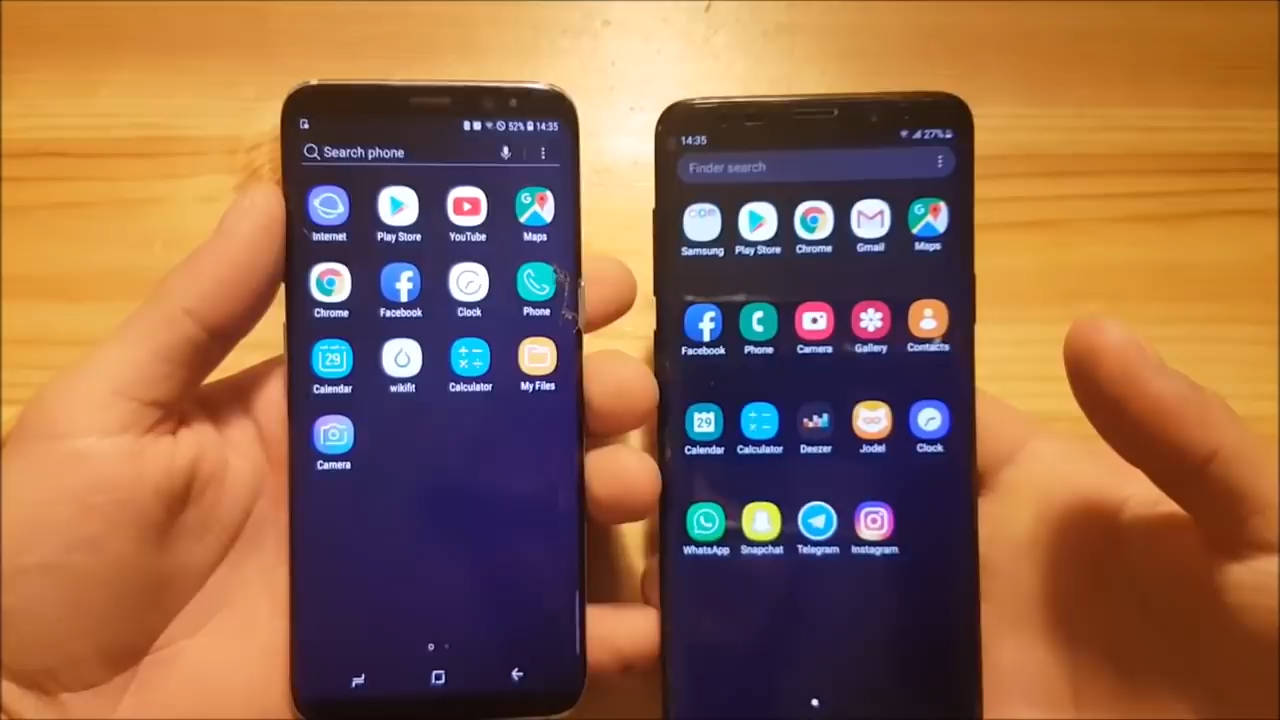 52% 14:35
Search phone
Internet Play Store YouTube Maps
Chrome Facebook Clock Phone
29
Calendar wikifit Calculator My Files
Camera
14:35 27%
Finder search
Samsung Play Store Chrome Gmail Maps
Facebook Phone Camera Gallery Contacts
29
Calendar Calculator Deezer Jodel Clock
WhatsApp Snapchat Telegram Instagram